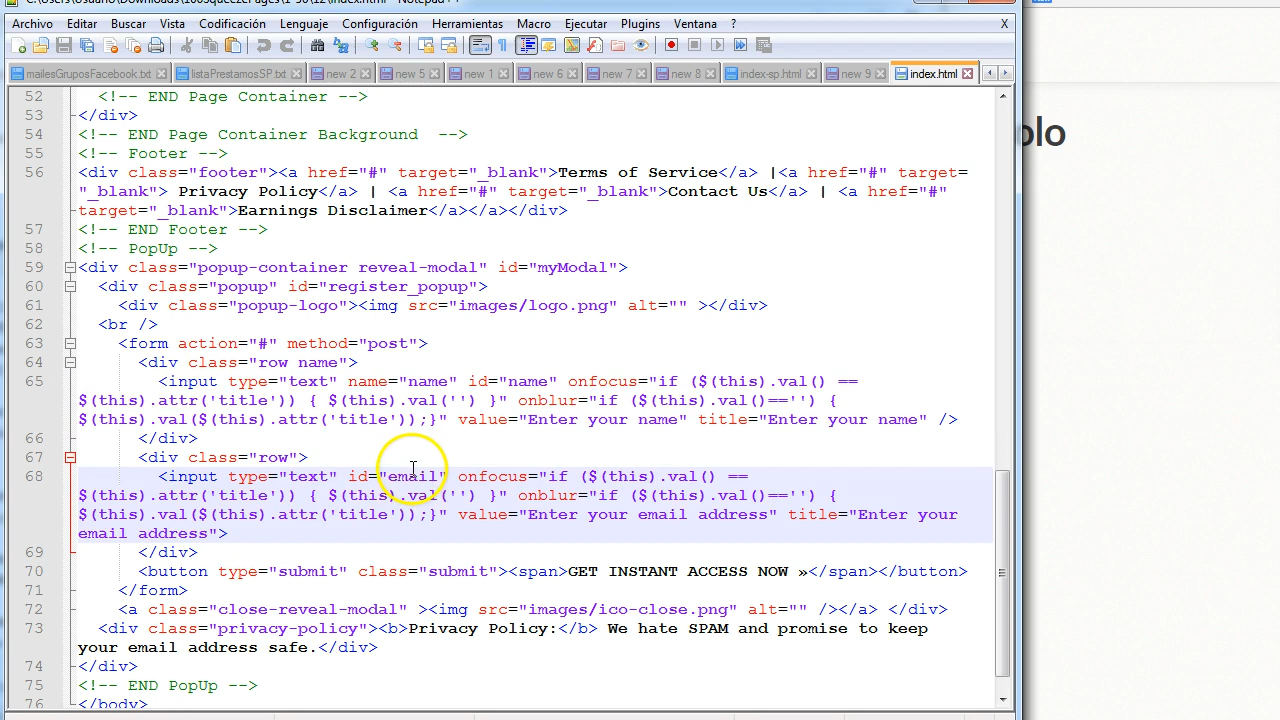 Archivo Editar Buscar Vista Codificación Lenguaje Configuración Herramientas Macro Ejecutar Plugins Ventana ? X
mailesGruposFacebook.txt listaPrestamosSP.txt new 2 new 5 new 1 new 6 new 7 new 8 index-sp.html new 9 index.html
52 <!-- END Page Container -->
53 </div>
54 <!-- END Page Container Background -->
55 <!-- Footer -->
56 <div class="footer"><a href="#" target="_blank">Terms of Service</a> |<a href="#" target=
"_blank"> Privacy Policy</a> | <a href="#" target="_blank">Contact Us</a> | <a href="#"
target="_blank">Earnings Disclaimer</a></a></div>
57 <!-- END Footer -->
58 <!-- PopUp -->
59 <div class="popup-container reveal-modal" id="myModal">
60 <div class="popup" id="register_popup">
61 <div class="popup-logo"><img src="images/logo.png" alt="" ></div>
62 <br />
63 <form action="#" method="post">
64 <div class="row name">
65 <input type="text" name="name" id="name" onfocus="if ($(this).val() ==
$(this).attr('title')) { $(this).val('') }" onblur="if ($(this).val()=='') {
$(this).val($(this).attr('title'));}" value="Enter your name" title="Enter your name" />
66 </div>
67 <div class="row">
68 <input type="text" id="email" onfocus="if ($(this).val() ==
$(this).attr('title')) { $(this).val('') }" onblur="if ($(this).val()=='') {
$(this).val($(this).attr('title'));}" value="Enter your email address" title="Enter your
email address">
69 </div>
70 <button type="submit" class="submit"><span>GET INSTANT ACCESS NOW »</span></button>
71 </form>
72 <a class="close-reveal-modal" ><img src="images/ico-close.png" alt="" /></a> </div>
73 <div class="privacy-policy"><b>Privacy Policy:</b> We hate SPAM and promise to keep
your email address safe.</div>
74 </div>
75 <!-- END PopUp -->
76 </body>
olo